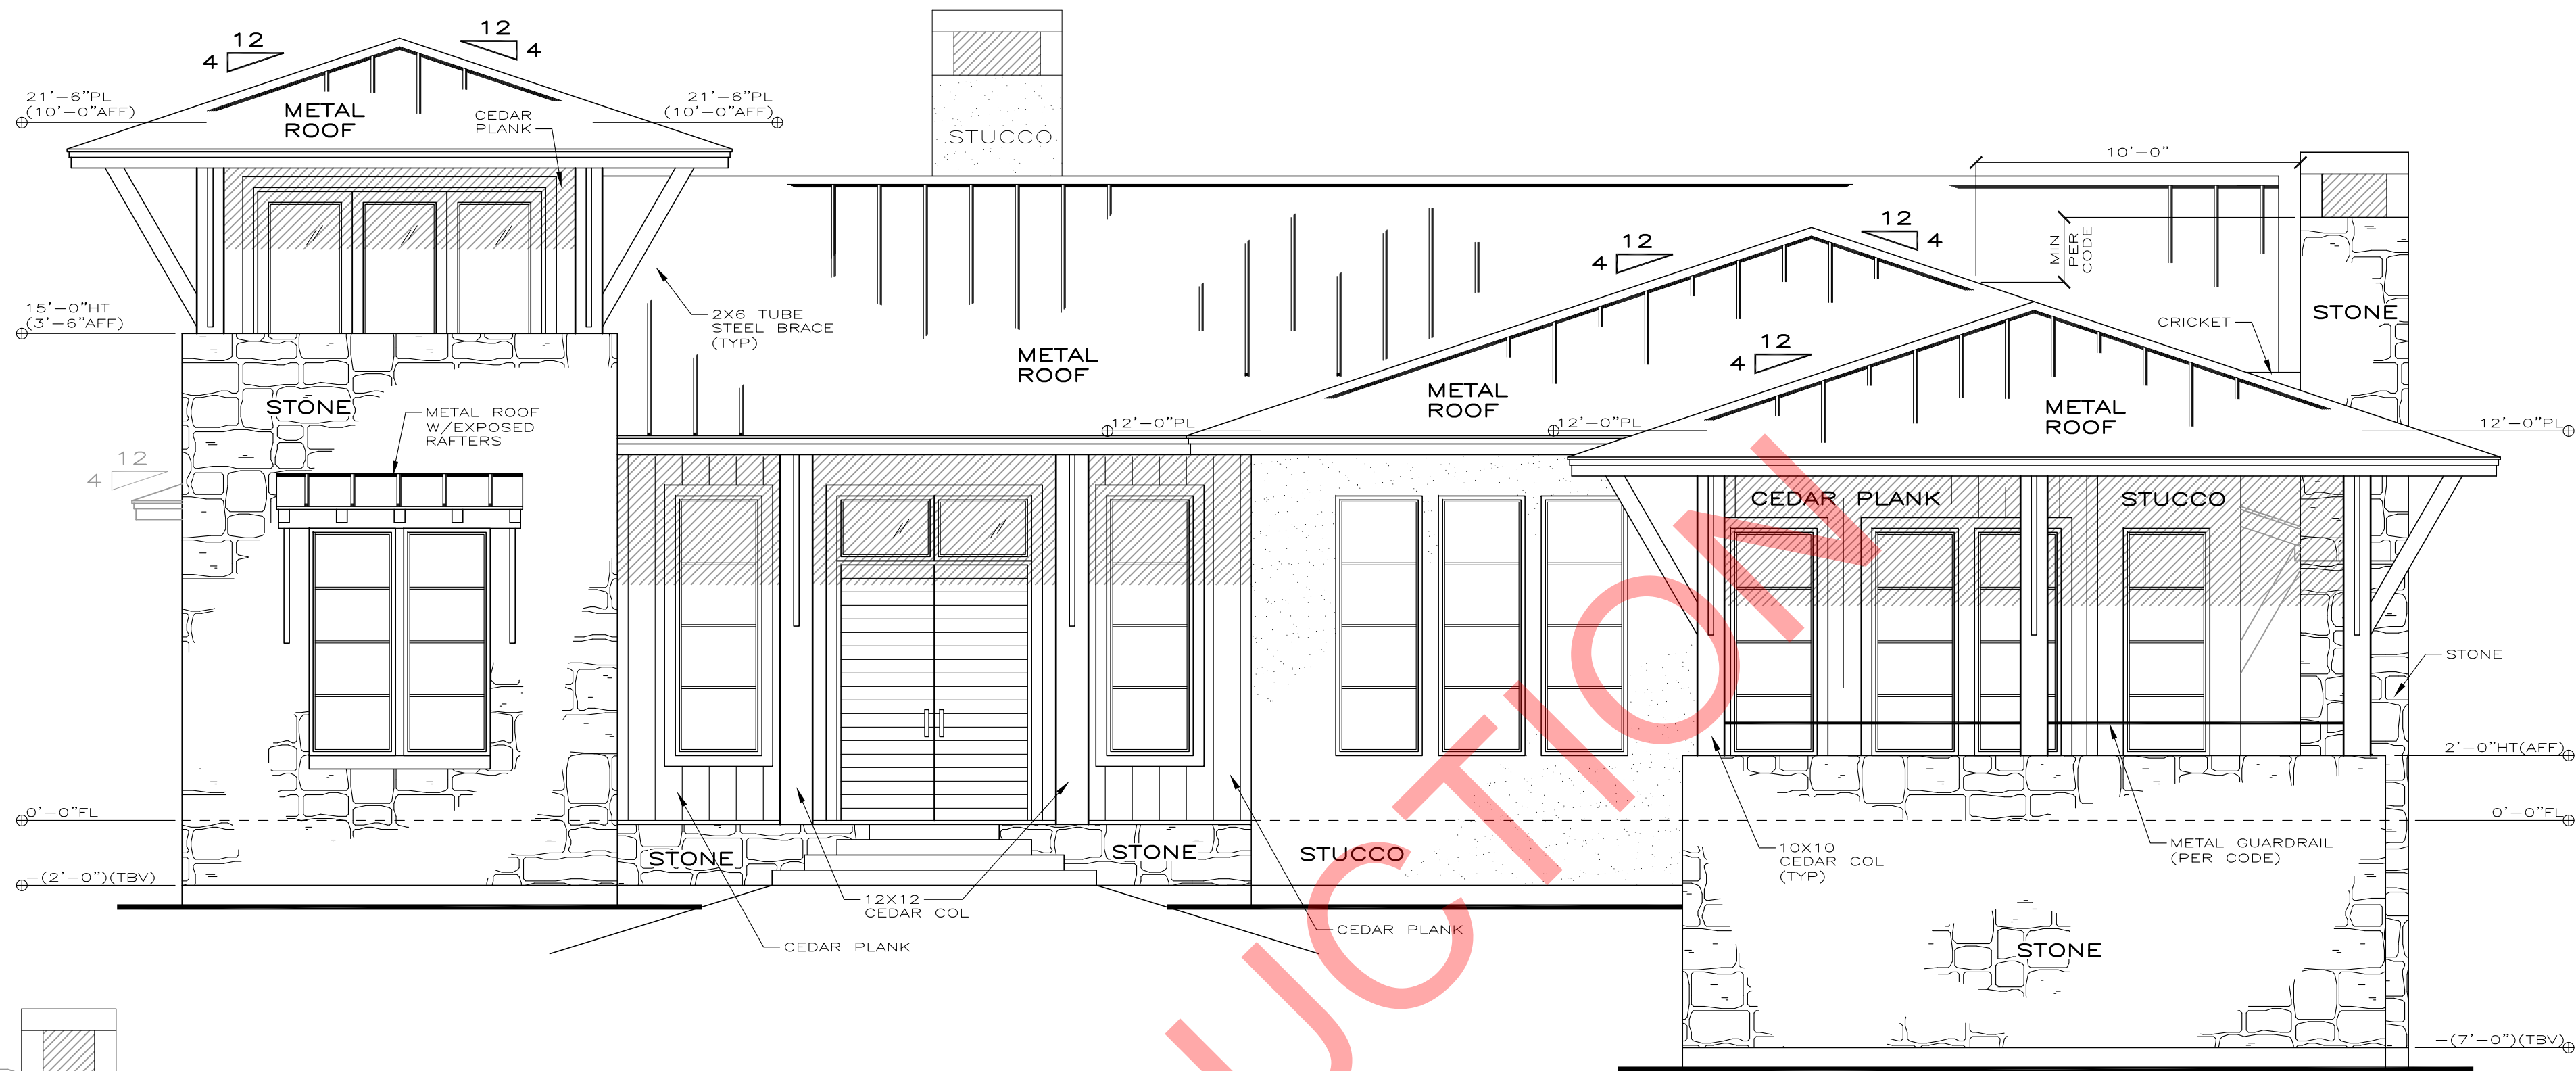 12
4
12
4
21'-6"PL
(10'-0"AFF)
METAL
ROOF
CEDAR
PLANK
21'-6"PL
(10'-0"AFF)
STUCCO
10'-0"
12
4
12
4
MIN
PER
CODE
15'-0"HT
(3'-6"AFF)
2X6 TUBE
STEEL BRACE
(TYP)
STONE
CRICKET
METAL
ROOF
12
4
METAL
ROOF
METAL
ROOF
STONE
METAL ROOF
W/EXPOSED
RAFTERS
12'-0"PL
12'-0"PL
12'-0"PL
12
4
CEDAR PLANK
STUCCO
STONE
2'-0"HT(AFF)
0'-0"FL
0'-0"FL
STONE
STONE
STUCCO
10X10
CEDAR COL
(TYP)
METAL GUARDRAIL
(PER CODE)
-(2'-0")(TBV)
12X12
CEDAR COL
CEDAR PLANK
CEDAR PLANK
STONE
-(7'-0")(TBV)
UCTION